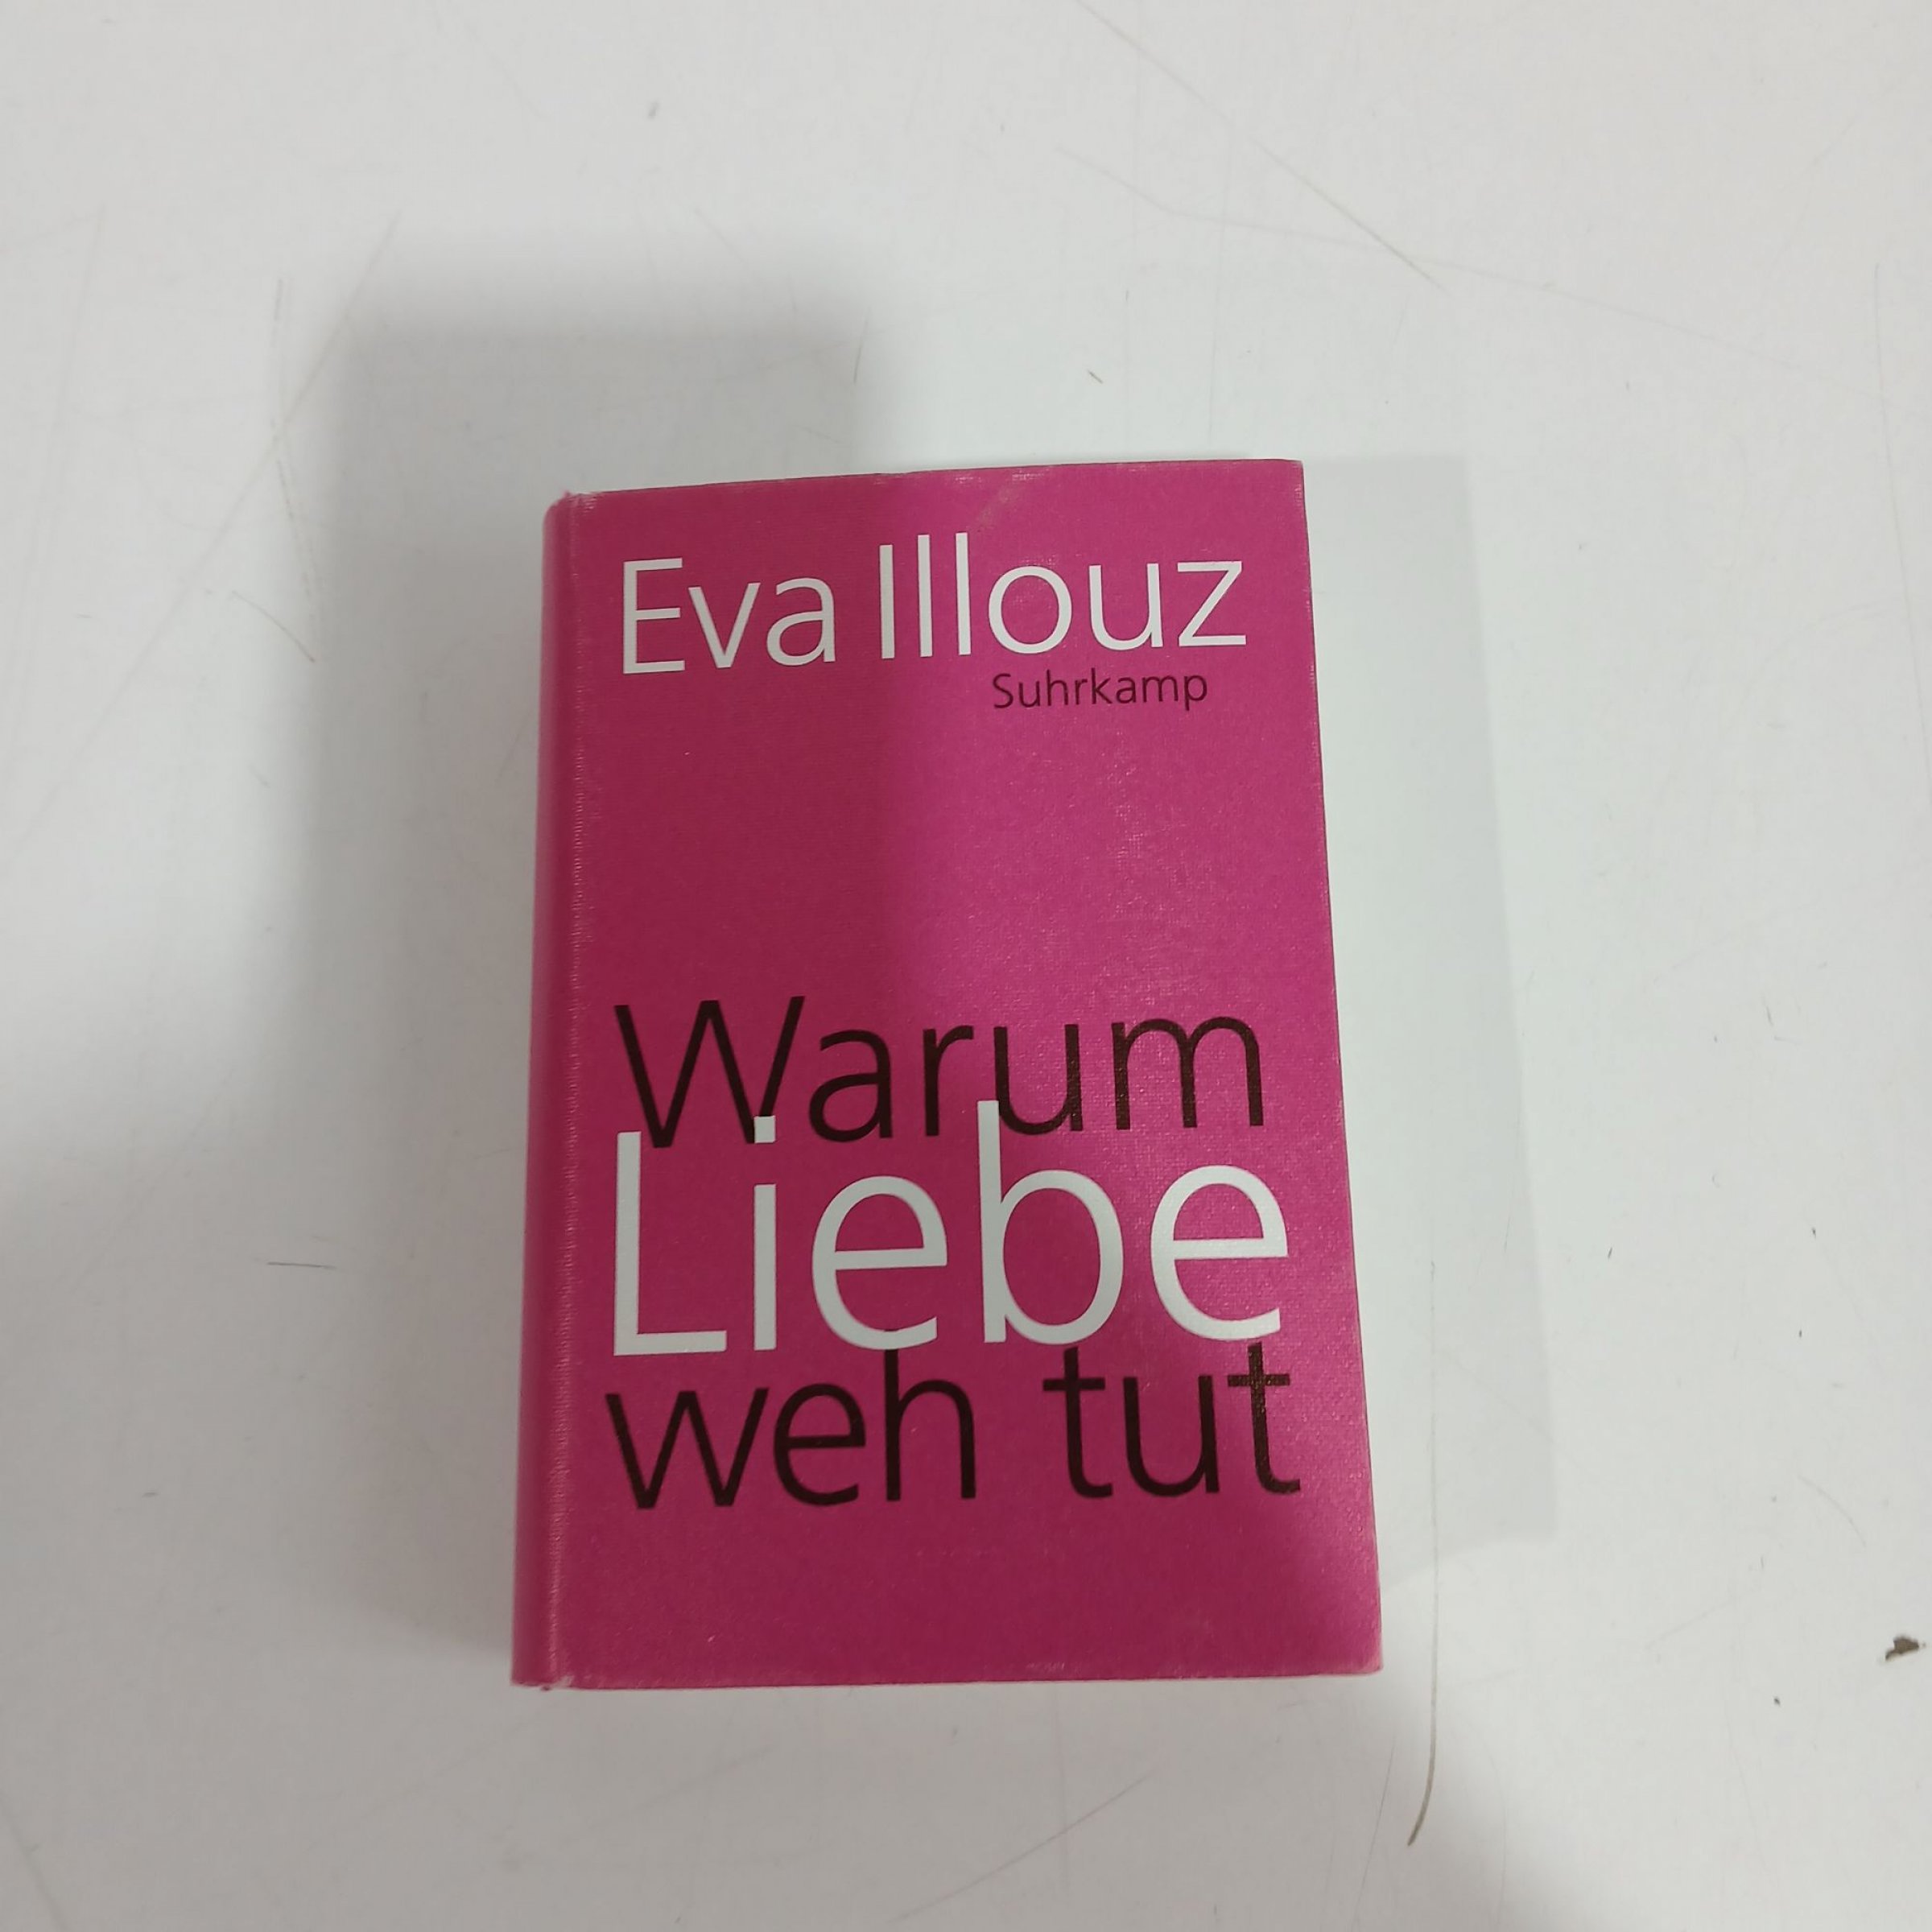 Eva Illouz
Suhrkamp
Warum
Liebe
weh tut